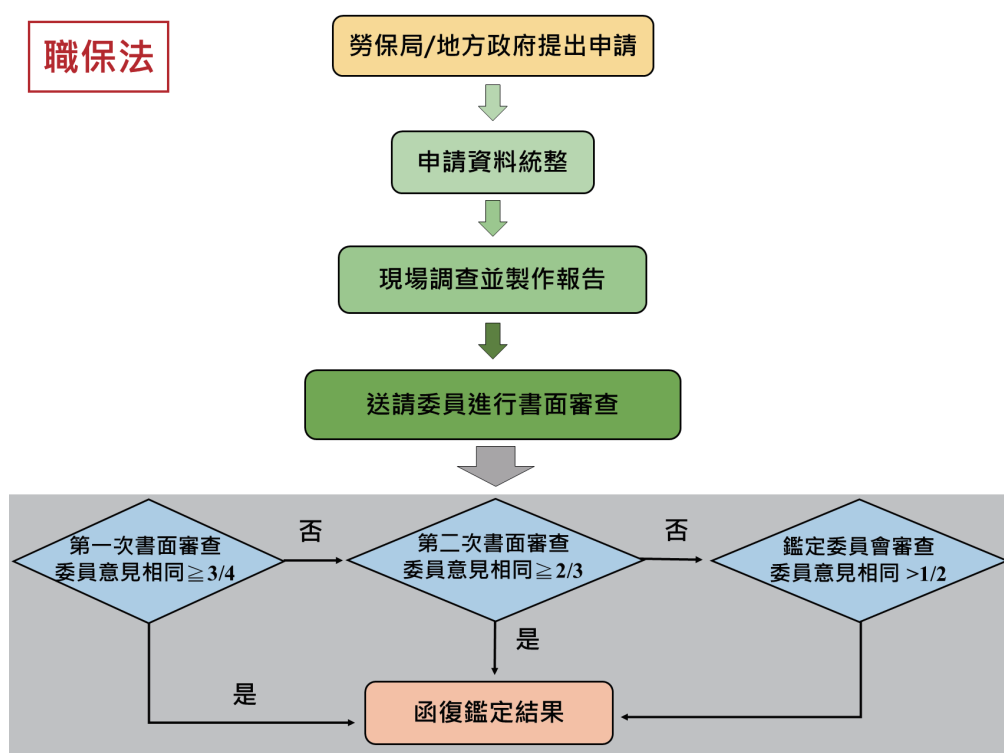 職保法
勞保局/地方政府提出申請
申請資料統整
現場調查並製作報告
送請委員進行書面審查
第一次書面審查
委員意見相同≧3/4
否
第二次書面審查
委員意見相同≧2/3
否
鑑定委員會審查
委員意見相同 >1/2
是
是
函復鑑定結果